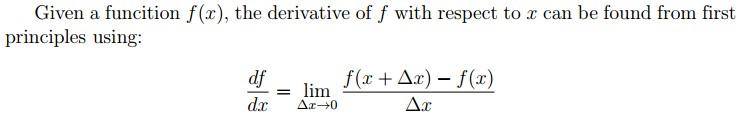 Given a funcition f(x), the derivative of f with respect to x can be found from first
principles using:
df/dx = lim Δx→0 f(x + Δx) − f(x) / Δx